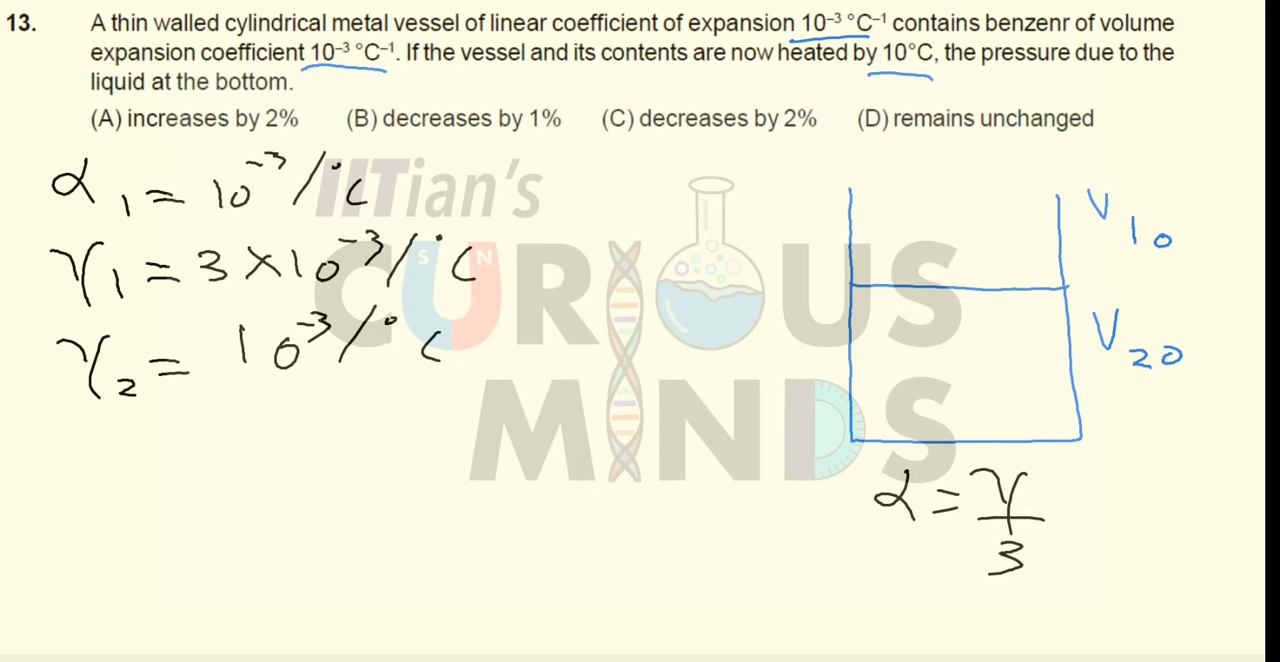 13. A thin walled cylindrical metal vessel of linear coefficient of expansion 10⁻³ °C⁻¹ contains benzenr of volume
expansion coefficient 10⁻³ °C⁻¹. If the vessel and its contents are now heated by 10°C, the pressure due to the
liquid at the bottom.
(A) increases by 2% (B) decreases by 1% (C) decreases by 2% (D) remains unchanged
α₁ = 10⁻³/°C
γ₁ = 3 × 10⁻³/°C
γ₂ = 10⁻³/°C
V₁₀
V₂₀
α = γ/3
IITian's
CURIOUS
S N
MINDS